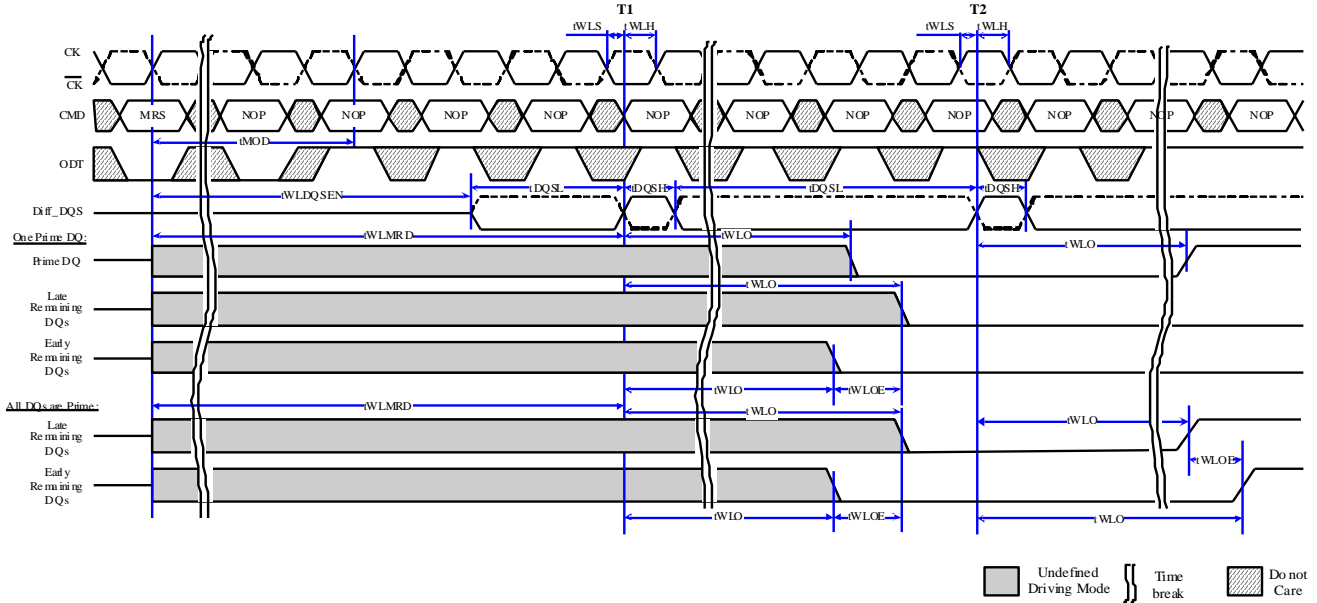 T1 T2
tWLS tWLH tWLS tWLH
CK
CK
CMD MRS NOP NOP NOP NOP NOP NOP NOP NOP NOP NOP NOP
tMOD
ODT
tWLDQSEN tDQSL tDQSH tDQSL tDQSH
Diff_DQS
One Prime DQ: tWLMRD tWLO tWLO
Prime DQ
tWLO
Late
Remaining
DQs
Early
Remaining
DQs
tWLO tWLOE
All DQs are Prime: tWLMRD tWLO tWLO
Late
Remaining
DQs
tWLOE
Early
Remaining
DQs
tWLO tWLOE tWLO
Undefined
Driving Mode
Time
break
Do not
Care